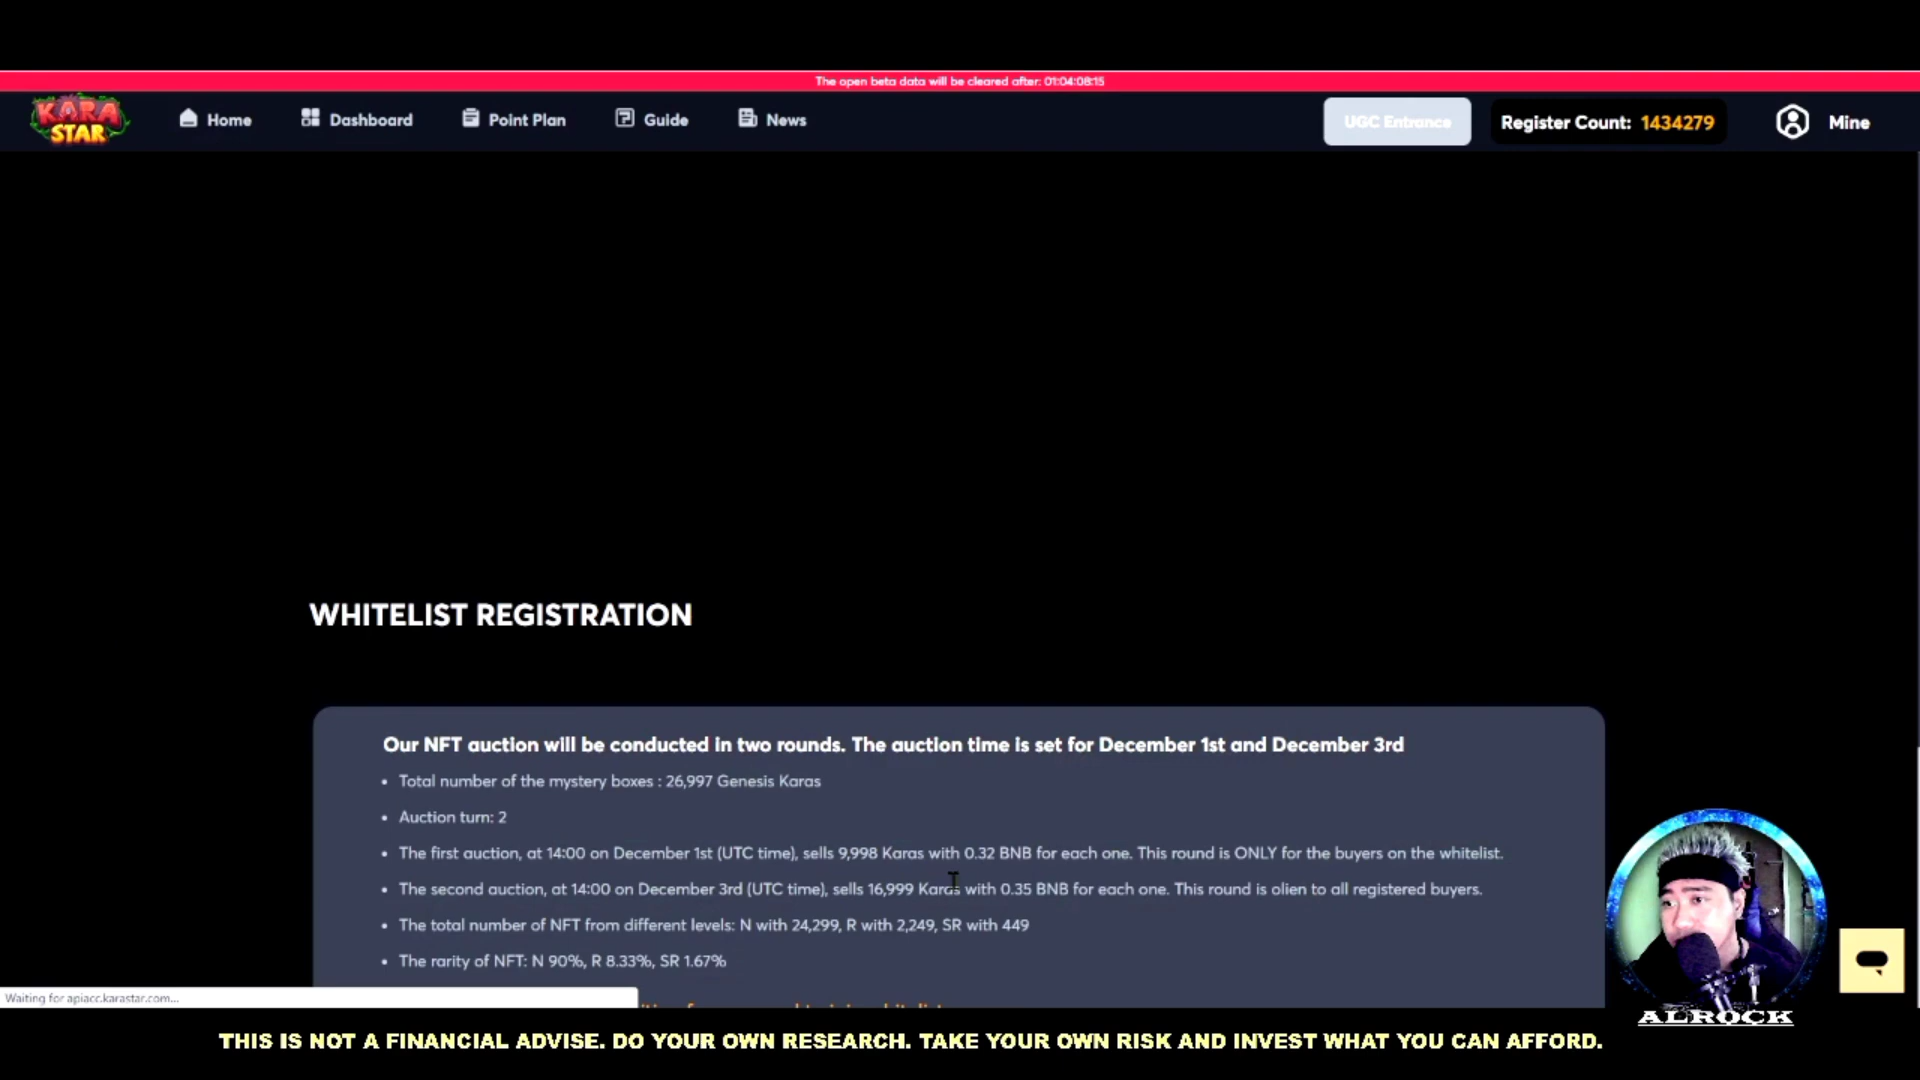 The open beta data will be cleared after: 01:04:08:15
KARA
STAR
Home
Dashboard
Point Plan
Guide
News
UGC Entrance
Register Count: 1434279
Mine
WHITELIST REGISTRATION
Our NFT auction will be conducted in two rounds. The auction time is set for December 1st and December 3rd
• Total number of the mystery boxes : 26,997 Genesis Karas
• Auction turn: 2
• The first auction, at 14:00 on December 1st (UTC time), sells 9,998 Karas with 0.32 BNB for each one. This round is ONLY for the buyers on the whitelist.
• The second auction, at 14:00 on December 3rd (UTC time), sells 16,999 Karas with 0.35 BNB for each one. This round is olien to all registered buyers.
• The total number of NFT from different levels: N with 24,299, R with 2,249, SR with 449
• The rarity of NFT: N 90%, R 8.33%, SR 1.67%
Waiting for apiacc.karastar.com...
ALROCK
THIS IS NOT A FINANCIAL ADVISE. DO YOUR OWN RESEARCH. TAKE YOUR OWN RISK AND INVEST WHAT YOU CAN AFFORD.